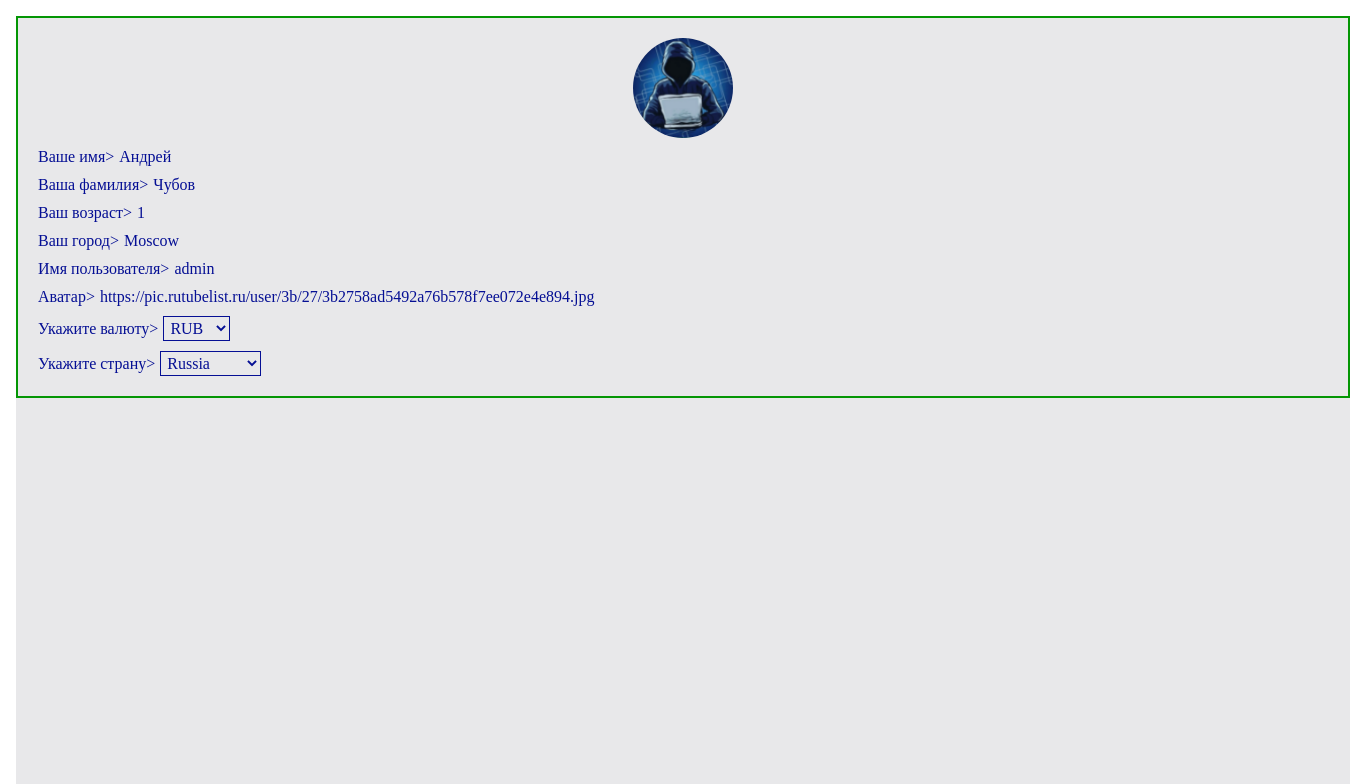 Ваше имя> Андрей
Ваша фамилия> Чубов
Ваш возраст> 1
Ваш город> Moscow
Имя пользователя> admin
Аватар> https://pic.rutubelist.ru/user/3b/27/3b2758ad5492a76b578f7ee072e4e894.jpg
Укажите валюту> RUB
Укажите страну> Russia